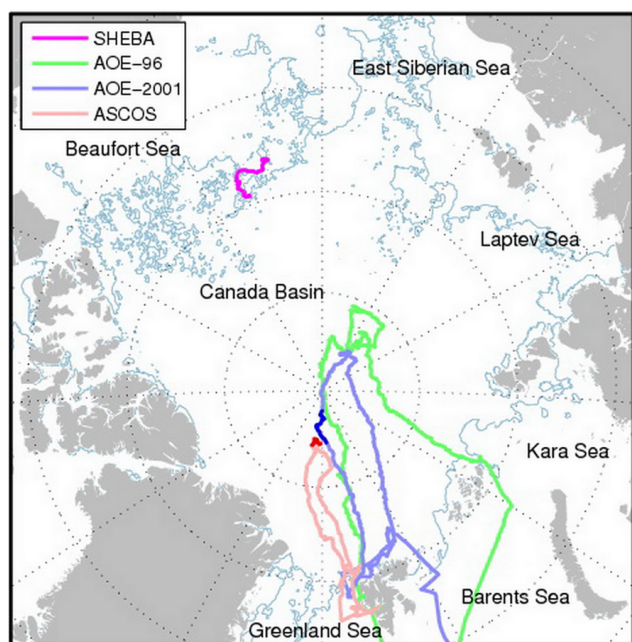 SHEBA
AOE-96
AOE-2001
ASCOS
East Siberian Sea
Beaufort Sea
Laptev Sea
Canada Basin
Kara Sea
Barents Sea
Greenland Sea